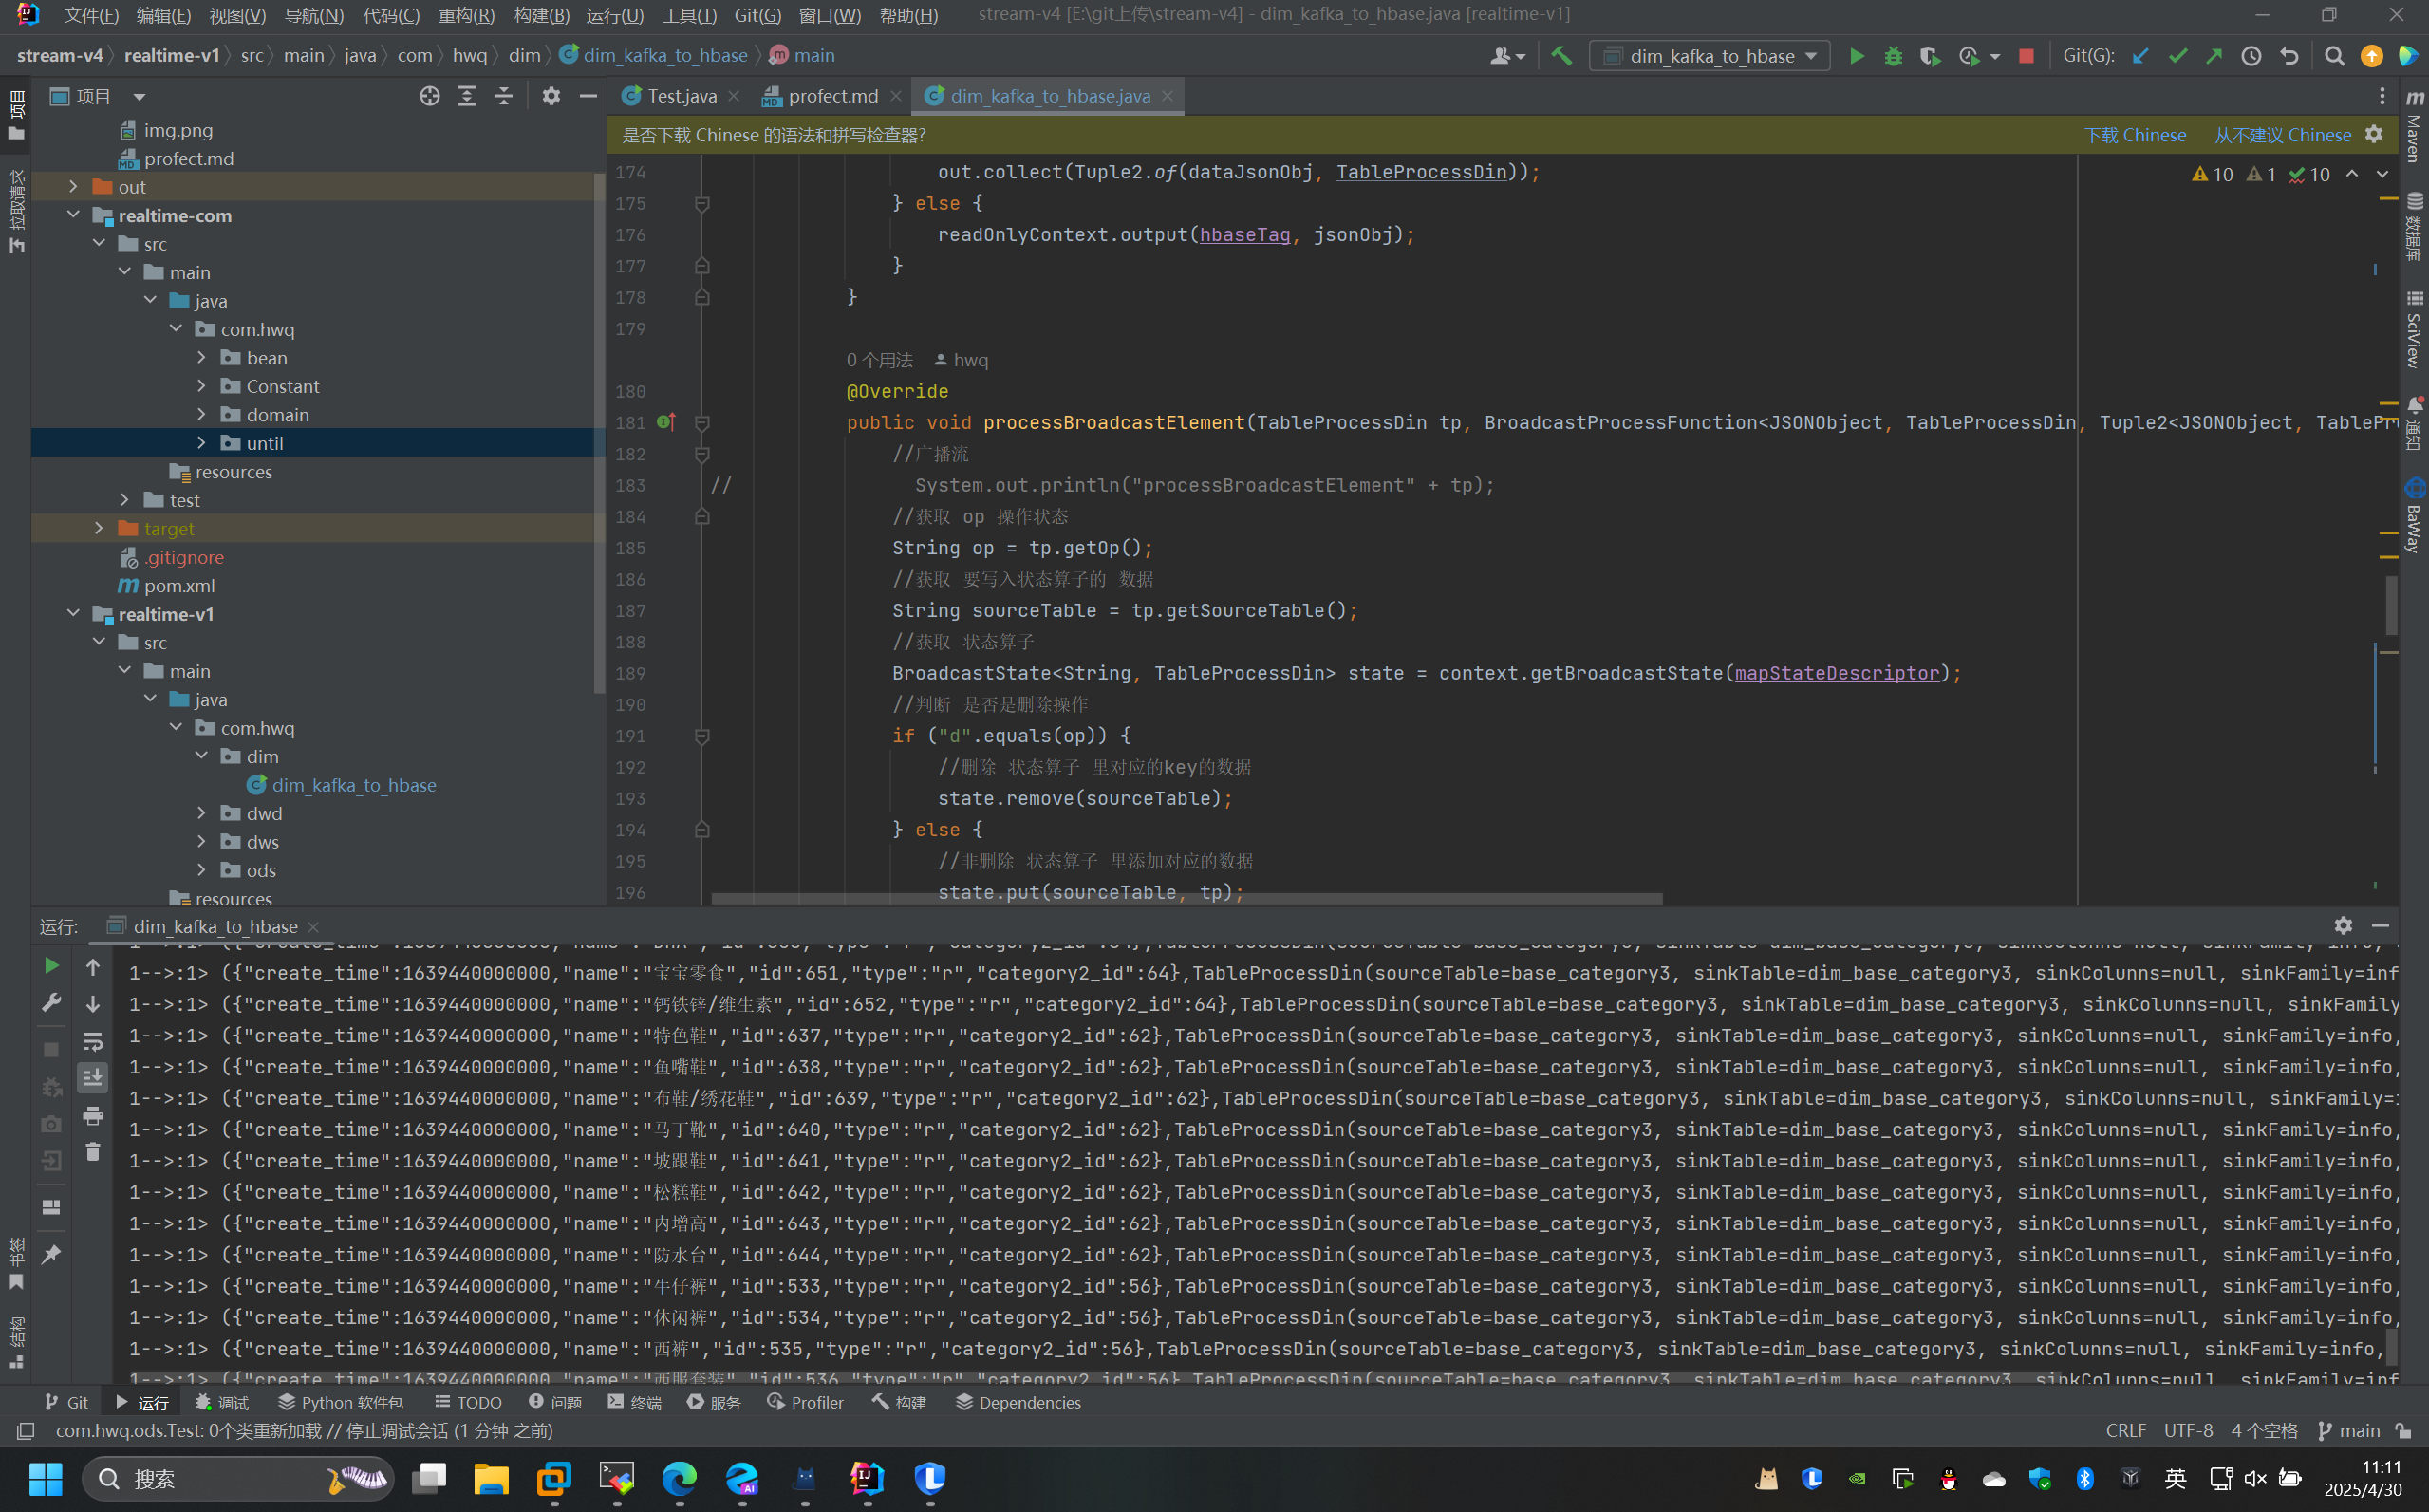 文件(F) 编辑(E) 视图(V) 导航(N) 代码(C) 重构(R) 构建(B) 运行(U) 工具(T) Git(G) 窗口(W) 帮助(H) stream-v4 [E:\git上传\stream-v4] - dim_kafka_to_hbase.java [realtime-v1]
stream-v4 realtime-v1 src main java com hwq dim dim_kafka_to_hbase main dim_kafka_to_hbase Git(G):
项目
Test.java profect.md dim_kafka_to_hbase.java
是否下载 Chinese 的语法和拼写检查器? 下载 Chinese 从不建议 Chinese
项目
拉取请求
img.png
profect.md
out
realtime-com
src
main
java
com.hwq
bean
Constant
domain
until
resources
test
target
.gitignore
pom.xml
realtime-v1
src
main
java
com.hwq
dim
dim_kafka_to_hbase
dwd
dws
ods
resources
10 1 10
174 out.collect(Tuple2.of(dataJsonObj, TableProcessDin));
175 } else {
176 readOnlyContext.output(hbaseTag, jsonObj);
177 }
178 }
179
0 个用法 hwq
180 @Override
181 public void processBroadcastElement(TableProcessDin tp, BroadcastProcessFunction<JSONObject, TableProcessDin, Tuple2<JSONObject, TablePr
182 //广播流
183 // System.out.println("processBroadcastElement" + tp);
184 //获取 op 操作状态
185 String op = tp.getOp();
186 //获取 要写入状态算子的 数据
187 String sourceTable = tp.getSourceTable();
188 //获取 状态算子
189 BroadcastState<String, TableProcessDin> state = context.getBroadcastState(mapStateDescriptor);
190 //判断 是否是删除操作
191 if ("d".equals(op)) {
192 //删除 状态算子 里对应的key的数据
193 state.remove(sourceTable);
194 } else {
195 //非删除 状态算子 里添加对应的数据
196 state.put(sourceTable, tp);
Maven
数据库
SciView
通知
BaWay
运行: dim_kafka_to_hbase
1-->:1> ({"create_time":1639440000000,"name":"宝宝零食","id":651,"type":"r","category2_id":64},TableProcessDin(sourceTable=base_category3, sinkTable=dim_base_category3, sinkColunns=null, sinkFamily=inf
1-->:1> ({"create_time":1639440000000,"name":"钙铁锌/维生素","id":652,"type":"r","category2_id":64},TableProcessDin(sourceTable=base_category3, sinkTable=dim_base_category3, sinkColunns=null, sinkFamily
1-->:1> ({"create_time":1639440000000,"name":"特色鞋","id":637,"type":"r","category2_id":62},TableProcessDin(sourceTable=base_category3, sinkTable=dim_base_category3, sinkColunns=null, sinkFamily=info,
1-->:1> ({"create_time":1639440000000,"name":"鱼嘴鞋","id":638,"type":"r","category2_id":62},TableProcessDin(sourceTable=base_category3, sinkTable=dim_base_category3, sinkColunns=null, sinkFamily=info,
1-->:1> ({"create_time":1639440000000,"name":"布鞋/绣花鞋","id":639,"type":"r","category2_id":62},TableProcessDin(sourceTable=base_category3, sinkTable=dim_base_category3, sinkColunns=null, sinkFamily=i
1-->:1> ({"create_time":1639440000000,"name":"马丁靴","id":640,"type":"r","category2_id":62},TableProcessDin(sourceTable=base_category3, sinkTable=dim_base_category3, sinkColunns=null, sinkFamily=info,
1-->:1> ({"create_time":1639440000000,"name":"坡跟鞋","id":641,"type":"r","category2_id":62},TableProcessDin(sourceTable=base_category3, sinkTable=dim_base_category3, sinkColunns=null, sinkFamily=info,
1-->:1> ({"create_time":1639440000000,"name":"松糕鞋","id":642,"type":"r","category2_id":62},TableProcessDin(sourceTable=base_category3, sinkTable=dim_base_category3, sinkColunns=null, sinkFamily=info,
1-->:1> ({"create_time":1639440000000,"name":"内增高","id":643,"type":"r","category2_id":62},TableProcessDin(sourceTable=base_category3, sinkTable=dim_base_category3, sinkColunns=null, sinkFamily=info,
1-->:1> ({"create_time":1639440000000,"name":"防水台","id":644,"type":"r","category2_id":62},TableProcessDin(sourceTable=base_category3, sinkTable=dim_base_category3, sinkColunns=null, sinkFamily=info,
1-->:1> ({"create_time":1639440000000,"name":"牛仔裤","id":533,"type":"r","category2_id":56},TableProcessDin(sourceTable=base_category3, sinkTable=dim_base_category3, sinkColunns=null, sinkFamily=info,
1-->:1> ({"create_time":1639440000000,"name":"休闲裤","id":534,"type":"r","category2_id":56},TableProcessDin(sourceTable=base_category3, sinkTable=dim_base_category3, sinkColunns=null, sinkFamily=info,
1-->:1> ({"create_time":1639440000000,"name":"西裤","id":535,"type":"r","category2_id":56},TableProcessDin(sourceTable=base_category3, sinkTable=dim_base_category3, sinkColunns=null, sinkFamily=info,
1-->:1> ({"create_time":1639440000000,"name":"西服套装","id":536,"type":"r","category2_id":56},TableProcessDin(sourceTable=base_category3, sinkTable=dim_base_category3, sinkColunns=null, sinkFamily=inf
书签
结构
Git 运行 调试 Python 软件包 TODO 问题 终端 服务 Profiler 构建 Dependencies
com.hwq.ods.Test: 0个类重新加载 // 停止调试会话 (1 分钟 之前) CRLF UTF-8 4 个空格 main
搜索 英 11:11
2025/4/30